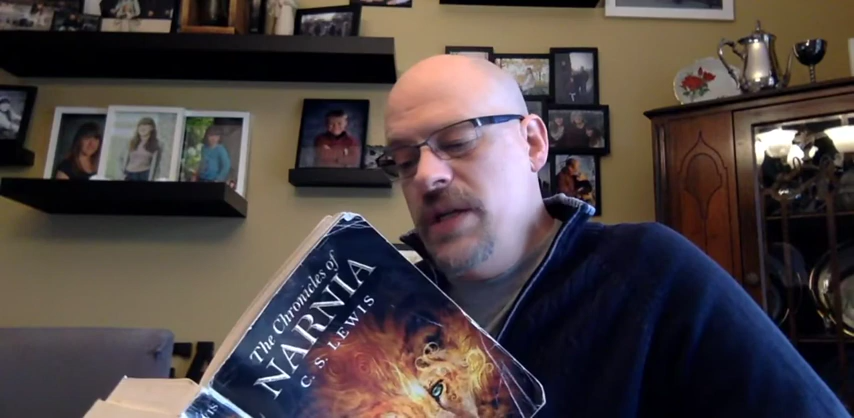 The Chronicles of
NARNIA
C. S. LEWIS